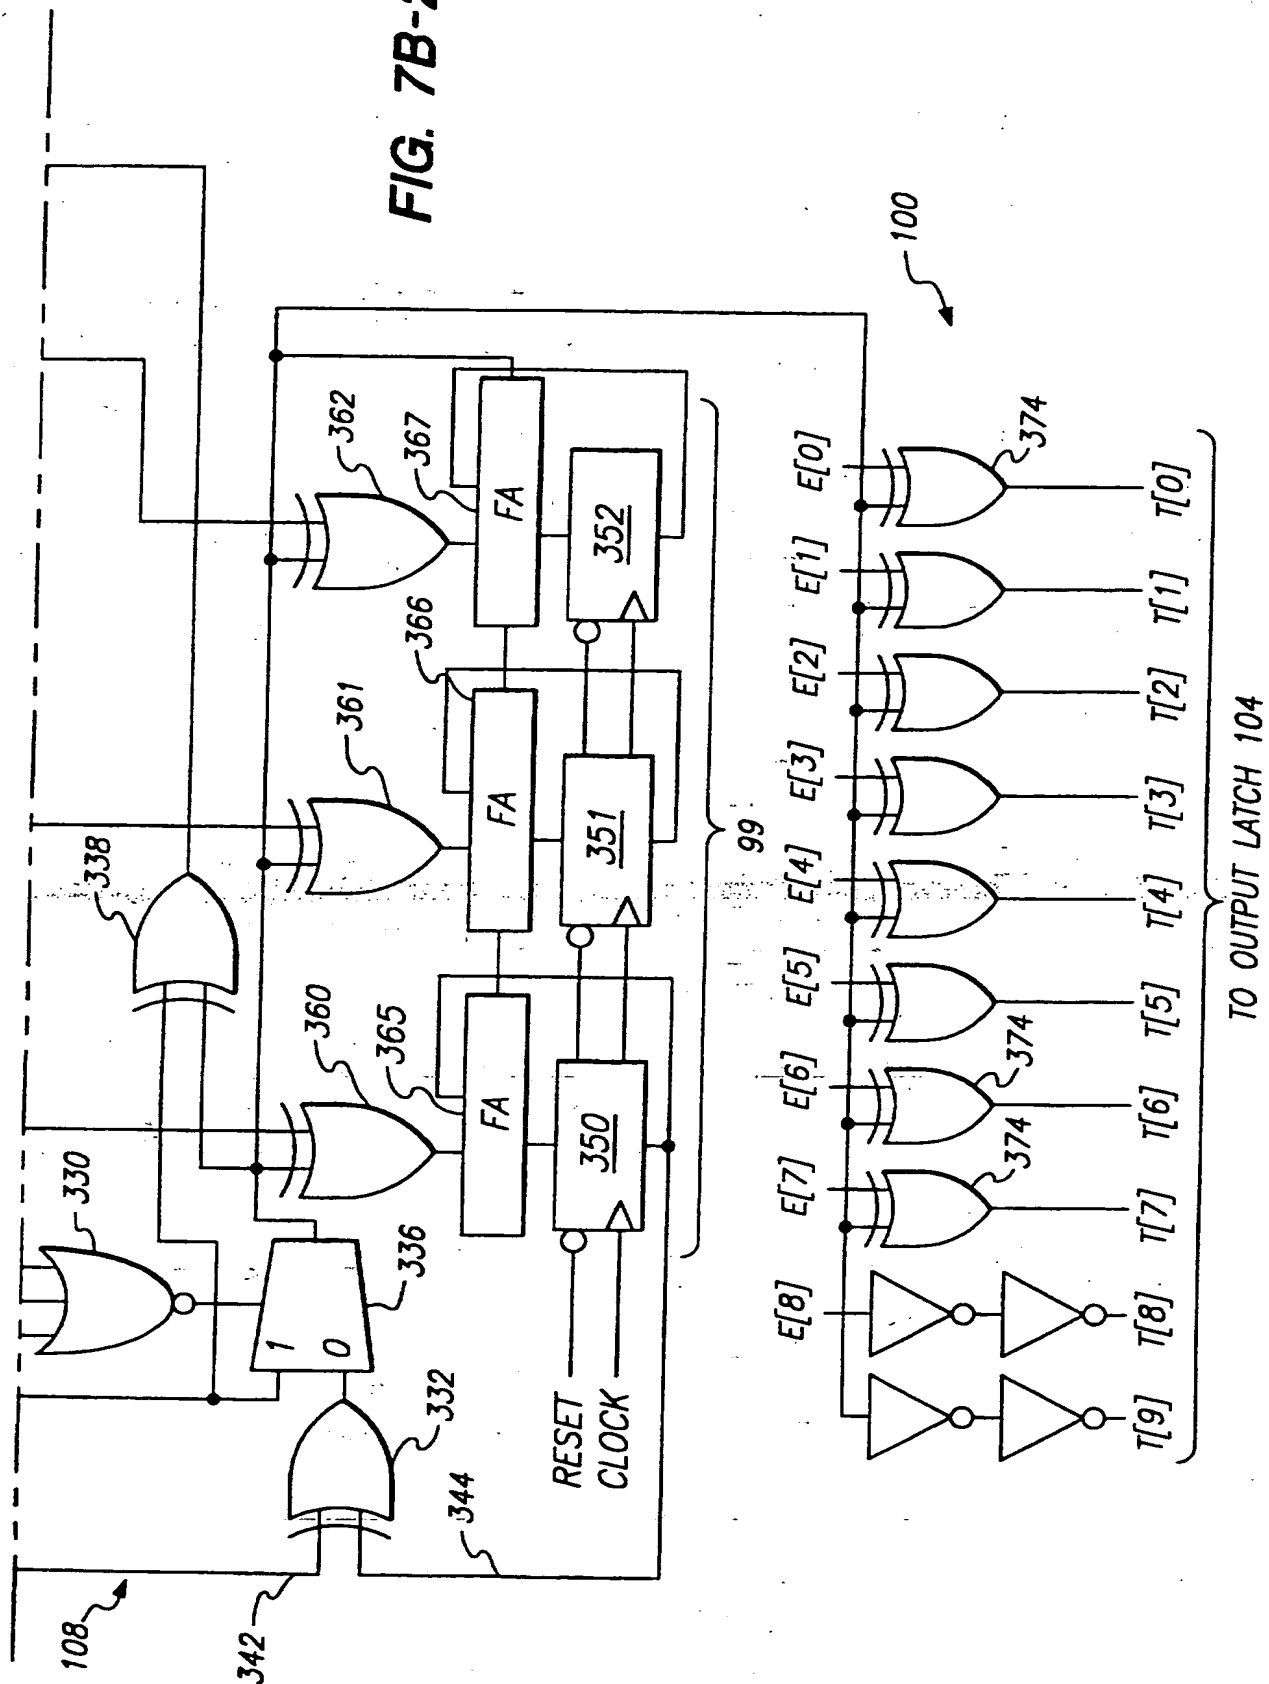 FIG. 7B-2
108
342
344
332
330
336
338
360
361
362
365
366
367
1
0
FA
FA
FA
350
351
352
RESET
CLOCK
99
100
E[8]
E[7]
E[6]
E[5]
E[4]
E[3]
E[2]
E[1]
E[0]
374
374
374
T[9]
T[8]
T[7]
T[6]
T[5]
T[4]
T[3]
T[2]
T[1]
T[0]
TO OUTPUT LATCH 104